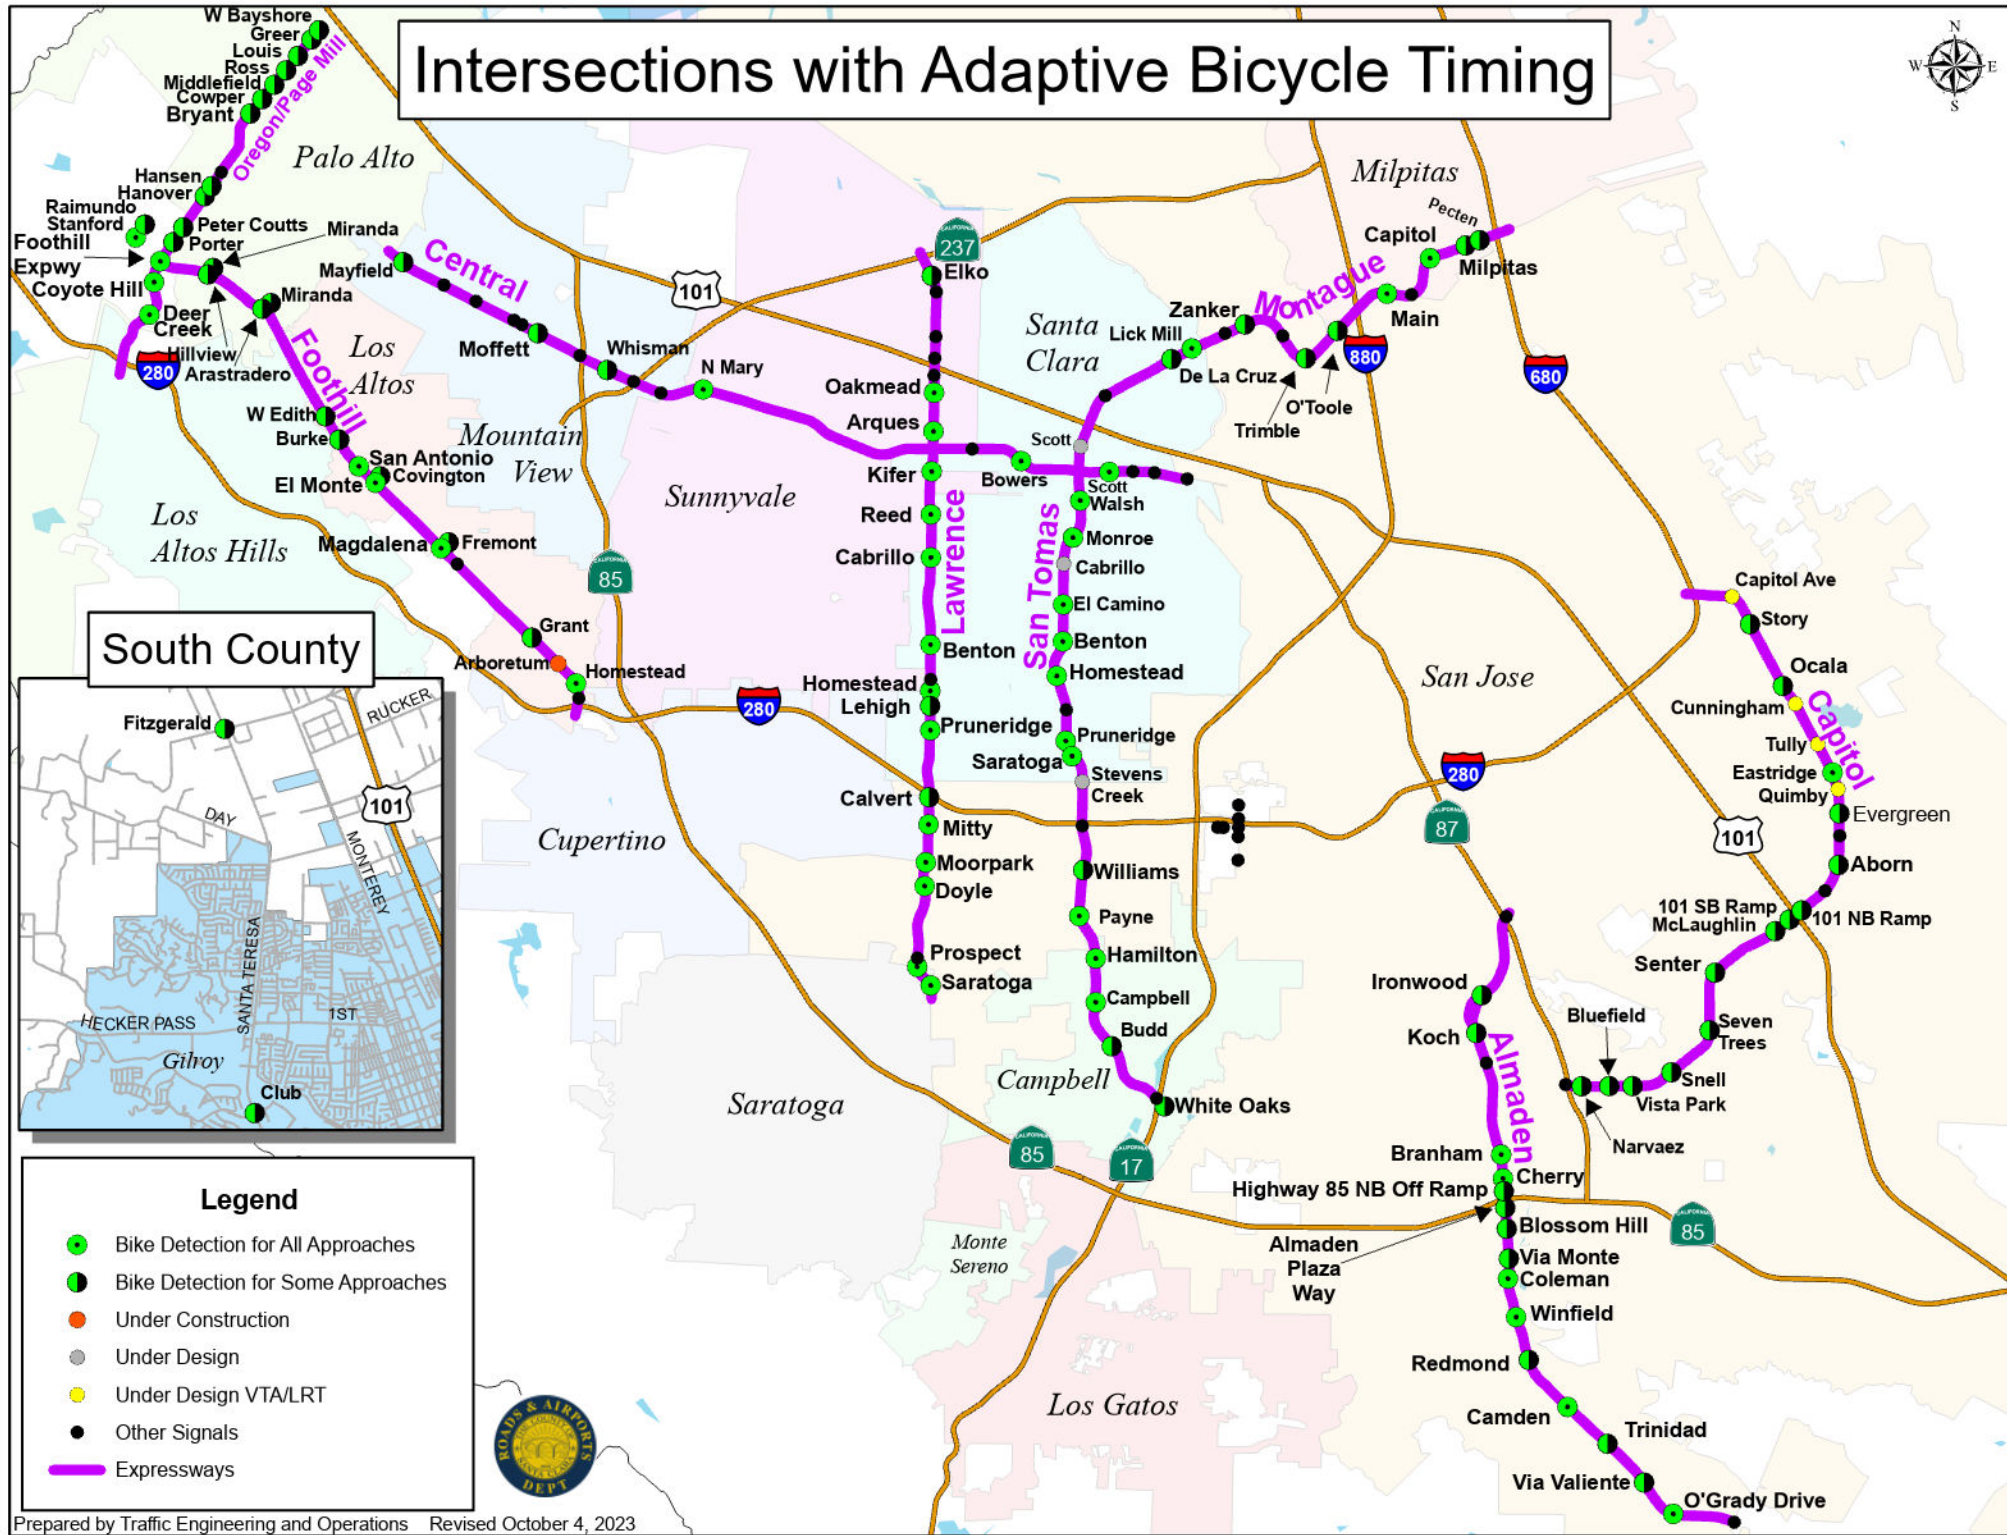 Intersections with Adaptive Bicycle Timing
N
W
E
S
W Bayshore
Greer
Louis
Ross
Middlefield
Cowper
Bryant
Oregon/Page Mill
Palo Alto
Hansen
Hanover
Raimundo
Stanford
Peter Coutts
Porter
Foothill
Expwy
Miranda
Coyote Hill
Deer
Creek
Miranda
Hillview
Arastradero
280
Foothill
Los
Altos
W Edith
Burke
San Antonio
Covington
El Monte
Los
Altos Hills
Magdalena
Fremont
Grant
Arboretum
Homestead
Mayfield
Central
Moffett
Whisman
N Mary
Mountain
View
101
CALIFORNIA
85
Sunnyvale
CALIFORNIA
237
Elko
Oakmead
Arques
Kifer
Reed
Cabrillo
Lawrence
Benton
Homestead
Lehigh
Pruneridge
Calvert
Mitty
Moorpark
Doyle
Prospect
Saratoga
280
Cupertino
Saratoga
Santa
Clara
Bowers
Scott
Scott
Walsh
Monroe
Cabrillo
San Tomas
El Camino
Benton
Homestead
Pruneridge
Saratoga
Stevens
Creek
Williams
Payne
Hamilton
Campbell
Budd
Campbell
White Oaks
Lick Mill
Zanker
De La Cruz
Montague
Trimble
O'Toole
Main
Capitol
Pecten
Milpitas
Milpitas
880
680
San Jose
280
CALIFORNIA
87
101
Capitol Ave
Story
Ocala
Cunningham
Capitol
Tully
Eastridge
Quimby
Evergreen
Aborn
101 SB Ramp
McLaughlin
101 NB Ramp
Senter
Seven
Trees
Bluefield
Snell
Vista Park
Narvaez
Ironwood
Koch
Almaden
Branham
Cherry
Highway 85 NB Off Ramp
Almaden
Plaza
Way
Blossom Hill
Via Monte
Coleman
Winfield
Redmond
Camden
Trinidad
Via Valiente
O'Grady Drive
CALIFORNIA
85
CALIFORNIA
17
CALIFORNIA
85
Monte
Sereno
Los Gatos
South County
Fitzgerald
RUCKER
101
DAY
MONTEREY
SANTA TERESA
HECKER PASS
1ST
Gilroy
Club
Legend
Bike Detection for All Approaches
Bike Detection for Some Approaches
Under Construction
Under Design
Under Design VTA/LRT
Other Signals
Expressways
ROADS & AIRPORTS
DEPT
Prepared by Traffic Engineering and Operations Revised October 4, 2023